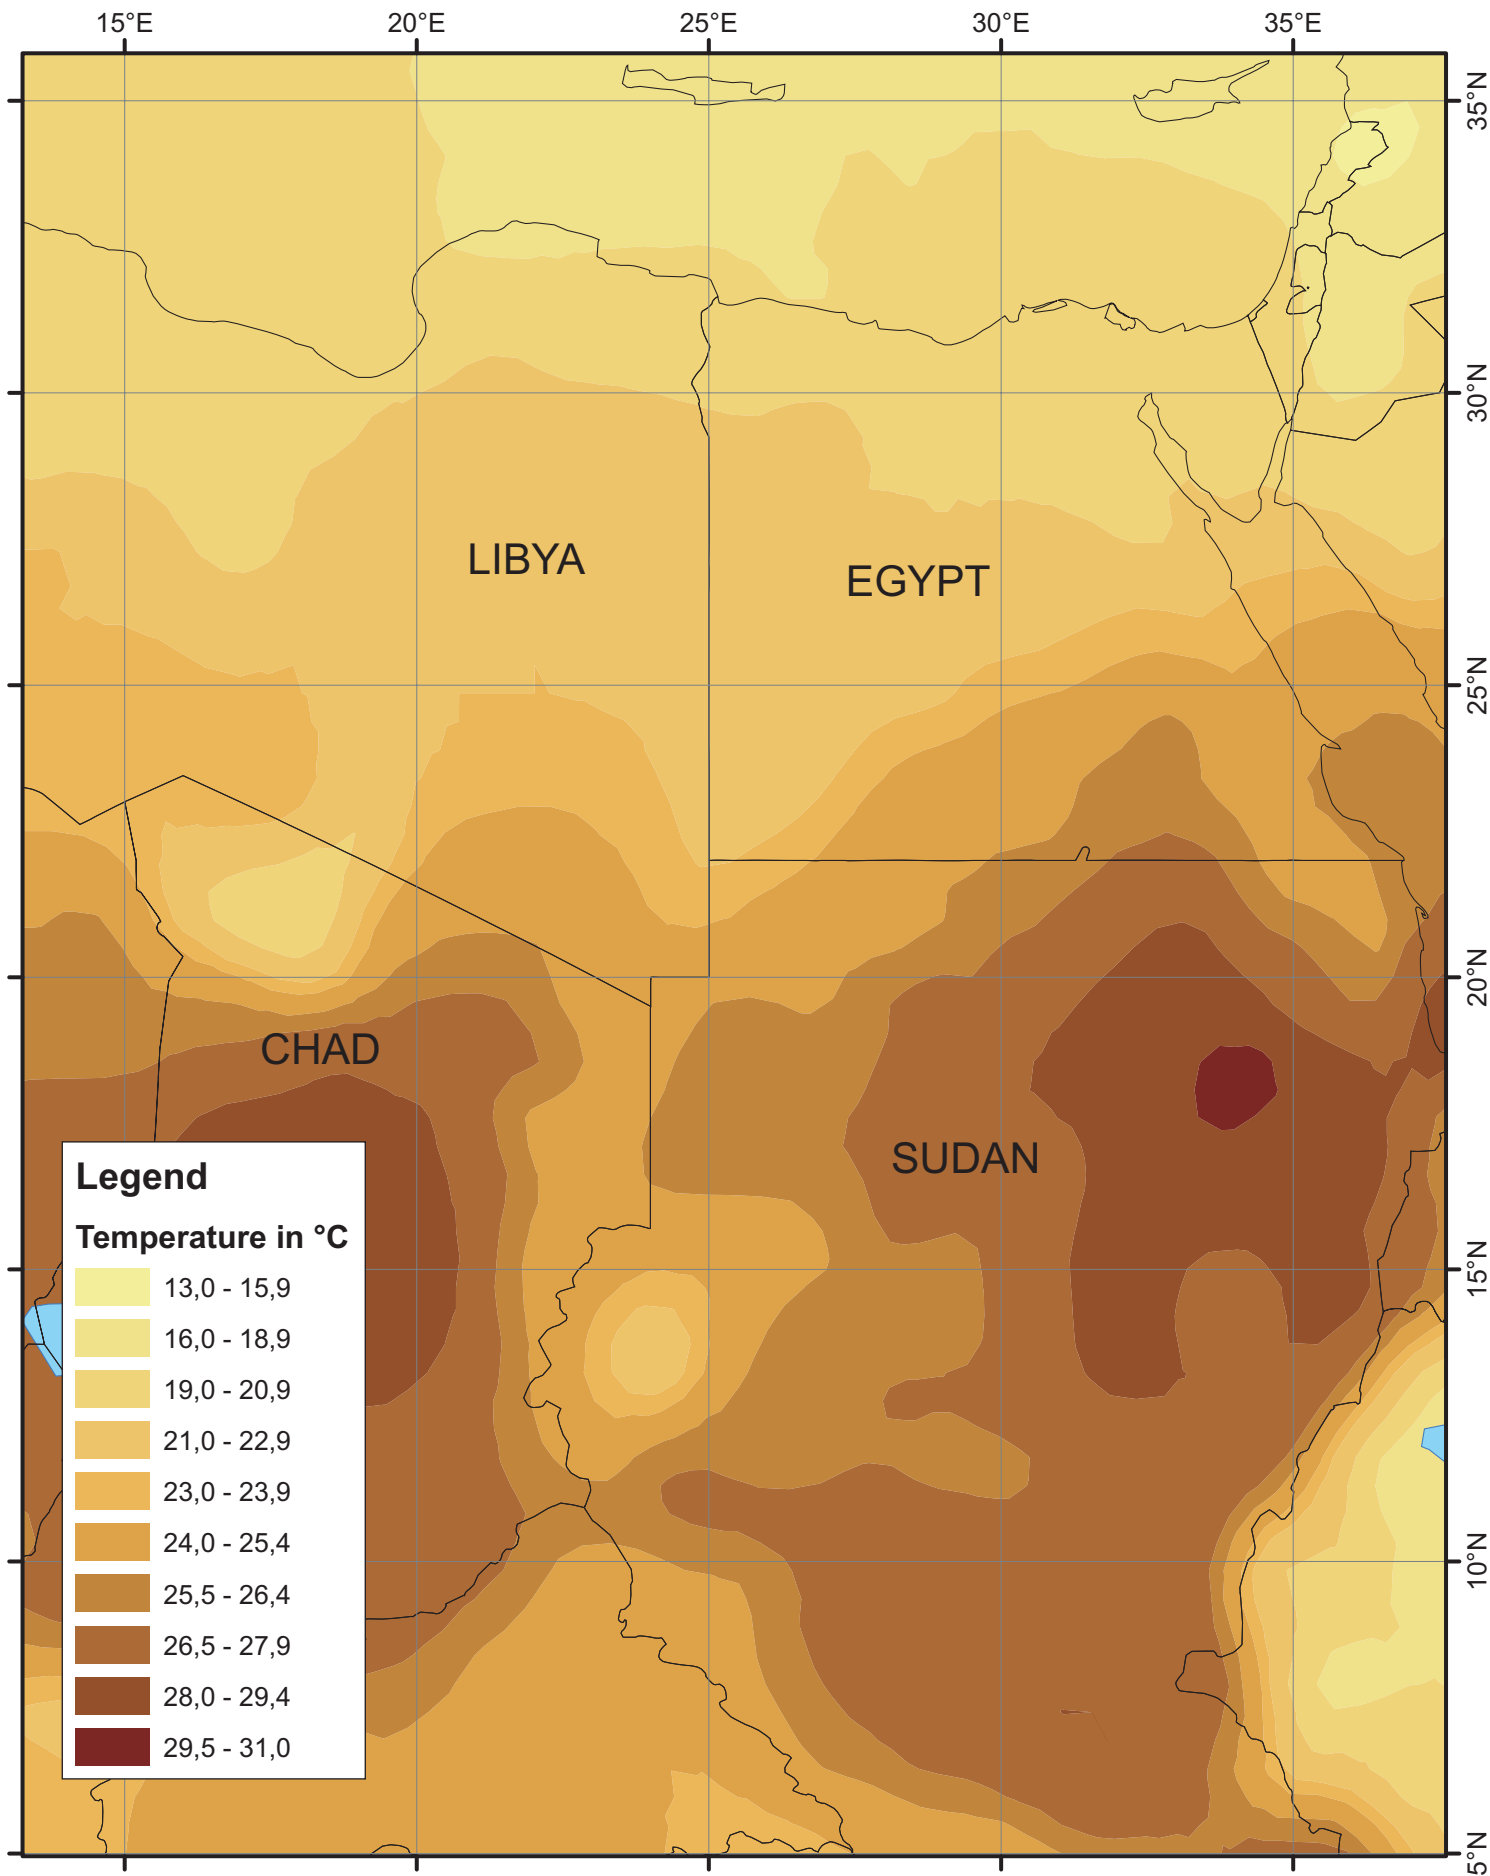 15°E 20°E 25°E 30°E 35°E
35°N
30°N
LIBYA
EGYPT
25°N
20°N
CHAD
SUDAN
Legend
Temperature in °C
15°N
13,0 - 15,9
16,0 - 18,9
19,0 - 20,9
21,0 - 22,9
23,0 - 23,9
24,0 - 25,4
10°N
25,5 - 26,4
26,5 - 27,9
28,0 - 29,4
29,5 - 31,0
5°N